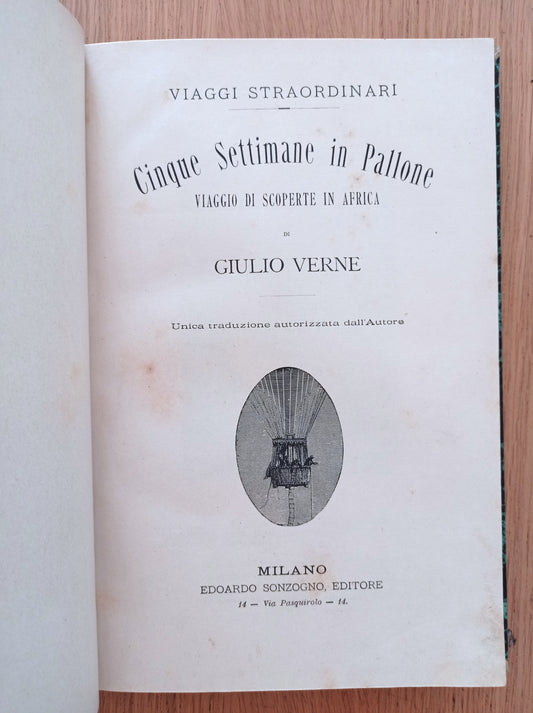 VIAGGI STRAORDINARI
Cinque Settimane in Pallone
VIAGGIO DI SCOPERTE IN AFRICA
DI
GIULIO VERNE
Unica traduzione autorizzata dall'Autore
MILANO
EDOARDO SONZOGNO, EDITORE
14 — Via Pasquirolo — 14.